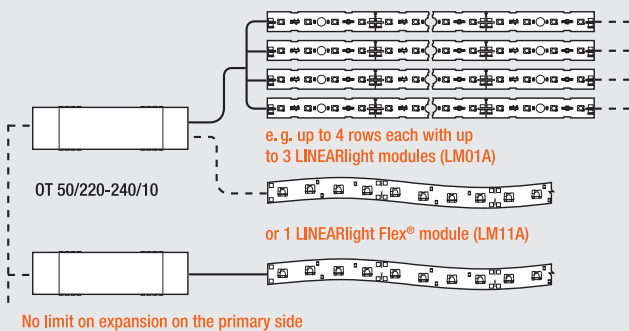 e. g. up to 4 rows each with up
to 3 LINEARlight modules (LM01A)
OT 50/220-240/10
or 1 LINEARlight Flex® module (LM11A)
No limit on expansion on the primary side